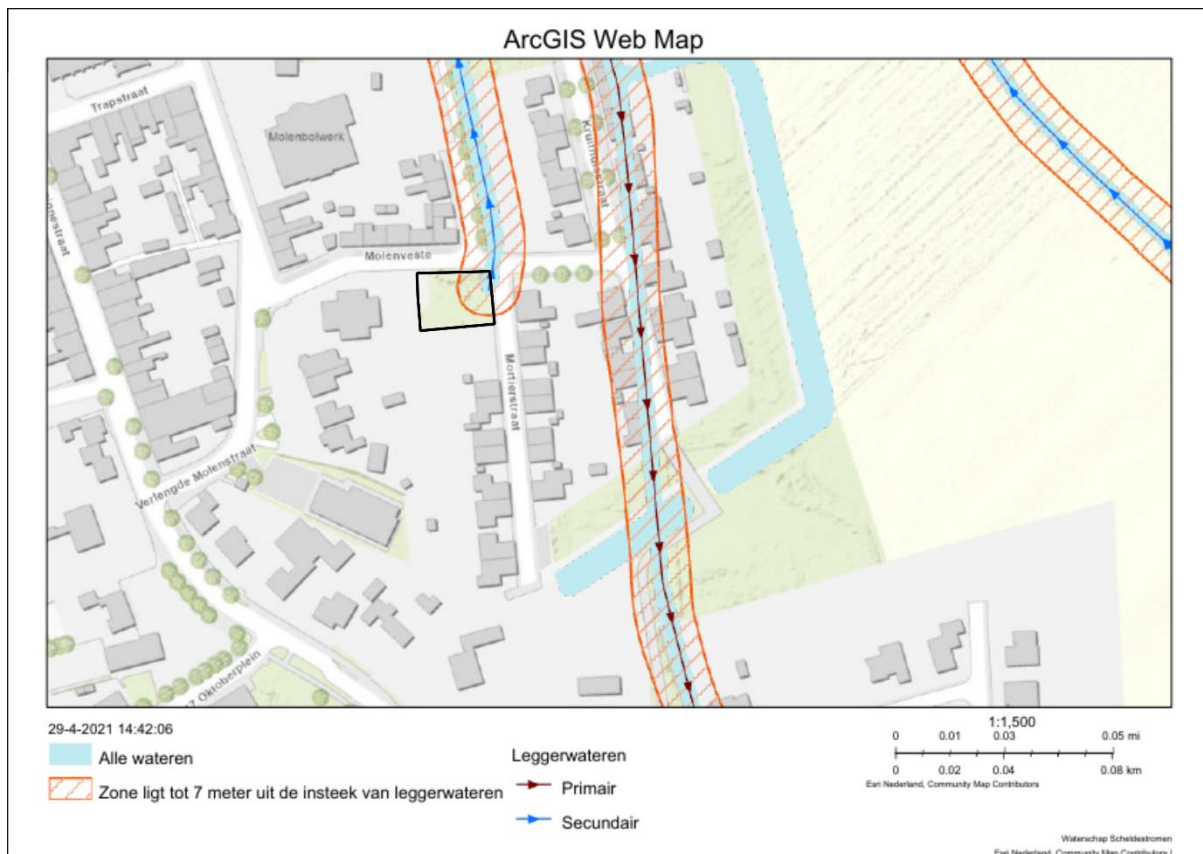 ArcGIS Web Map
Trapstraat
Molenbolwerk
Kruithuisstraat
Molenveste
Mortierstraat
Verlengde Molenstraat
Oktoberplein
29-4-2021 14:42:06
Alle wateren
Zone ligt tot 7 meter uit de insteek van leggerwateren
Leggerwateren
Primair
Secundair
1:1,500
0 0.01 0.03 0.05 mi
0 0.02 0.04 0.08 km
Esri Nederland, Community Map Contributors
Waterschap Scheldestromen
Esri Nederland, Community Map Contributors |